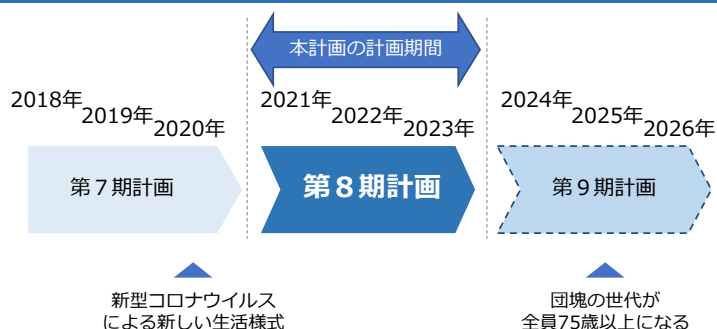 本計画の計画期間
2018年
2019年
2020年
2021年
2022年
2023年
2024年
2025年
2026年
第７期計画
第８期計画
第９期計画
新型コロナウイルス
による新しい生活様式
団塊の世代が
全員75歳以上になる